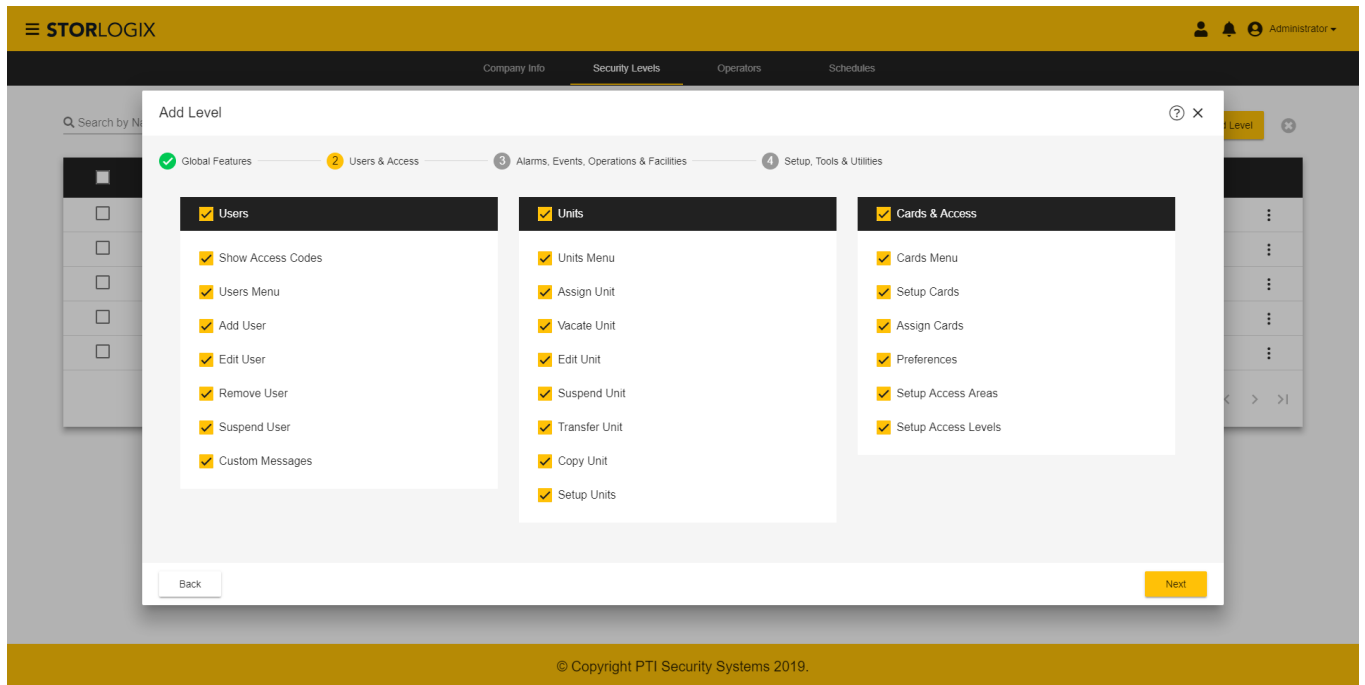 STORLOGIX
Administrator
Company Info Security Levels Operators Schedules
Search by N
Add Level
Level
Global Features 2 Users & Access 3 Alarms, Events, Operations & Facilities 4 Setup, Tools & Utilities
Users Units Cards & Access
Show Access Codes Units Menu Cards Menu
Users Menu Assign Unit Setup Cards
Add User Vacate Unit Assign Cards
Edit User Edit Unit Preferences
Remove User Suspend Unit Setup Access Areas
Suspend User Transfer Unit Setup Access Levels
Custom Messages Copy Unit
Setup Units
Back Next
© Copyright PTI Security Systems 2019.